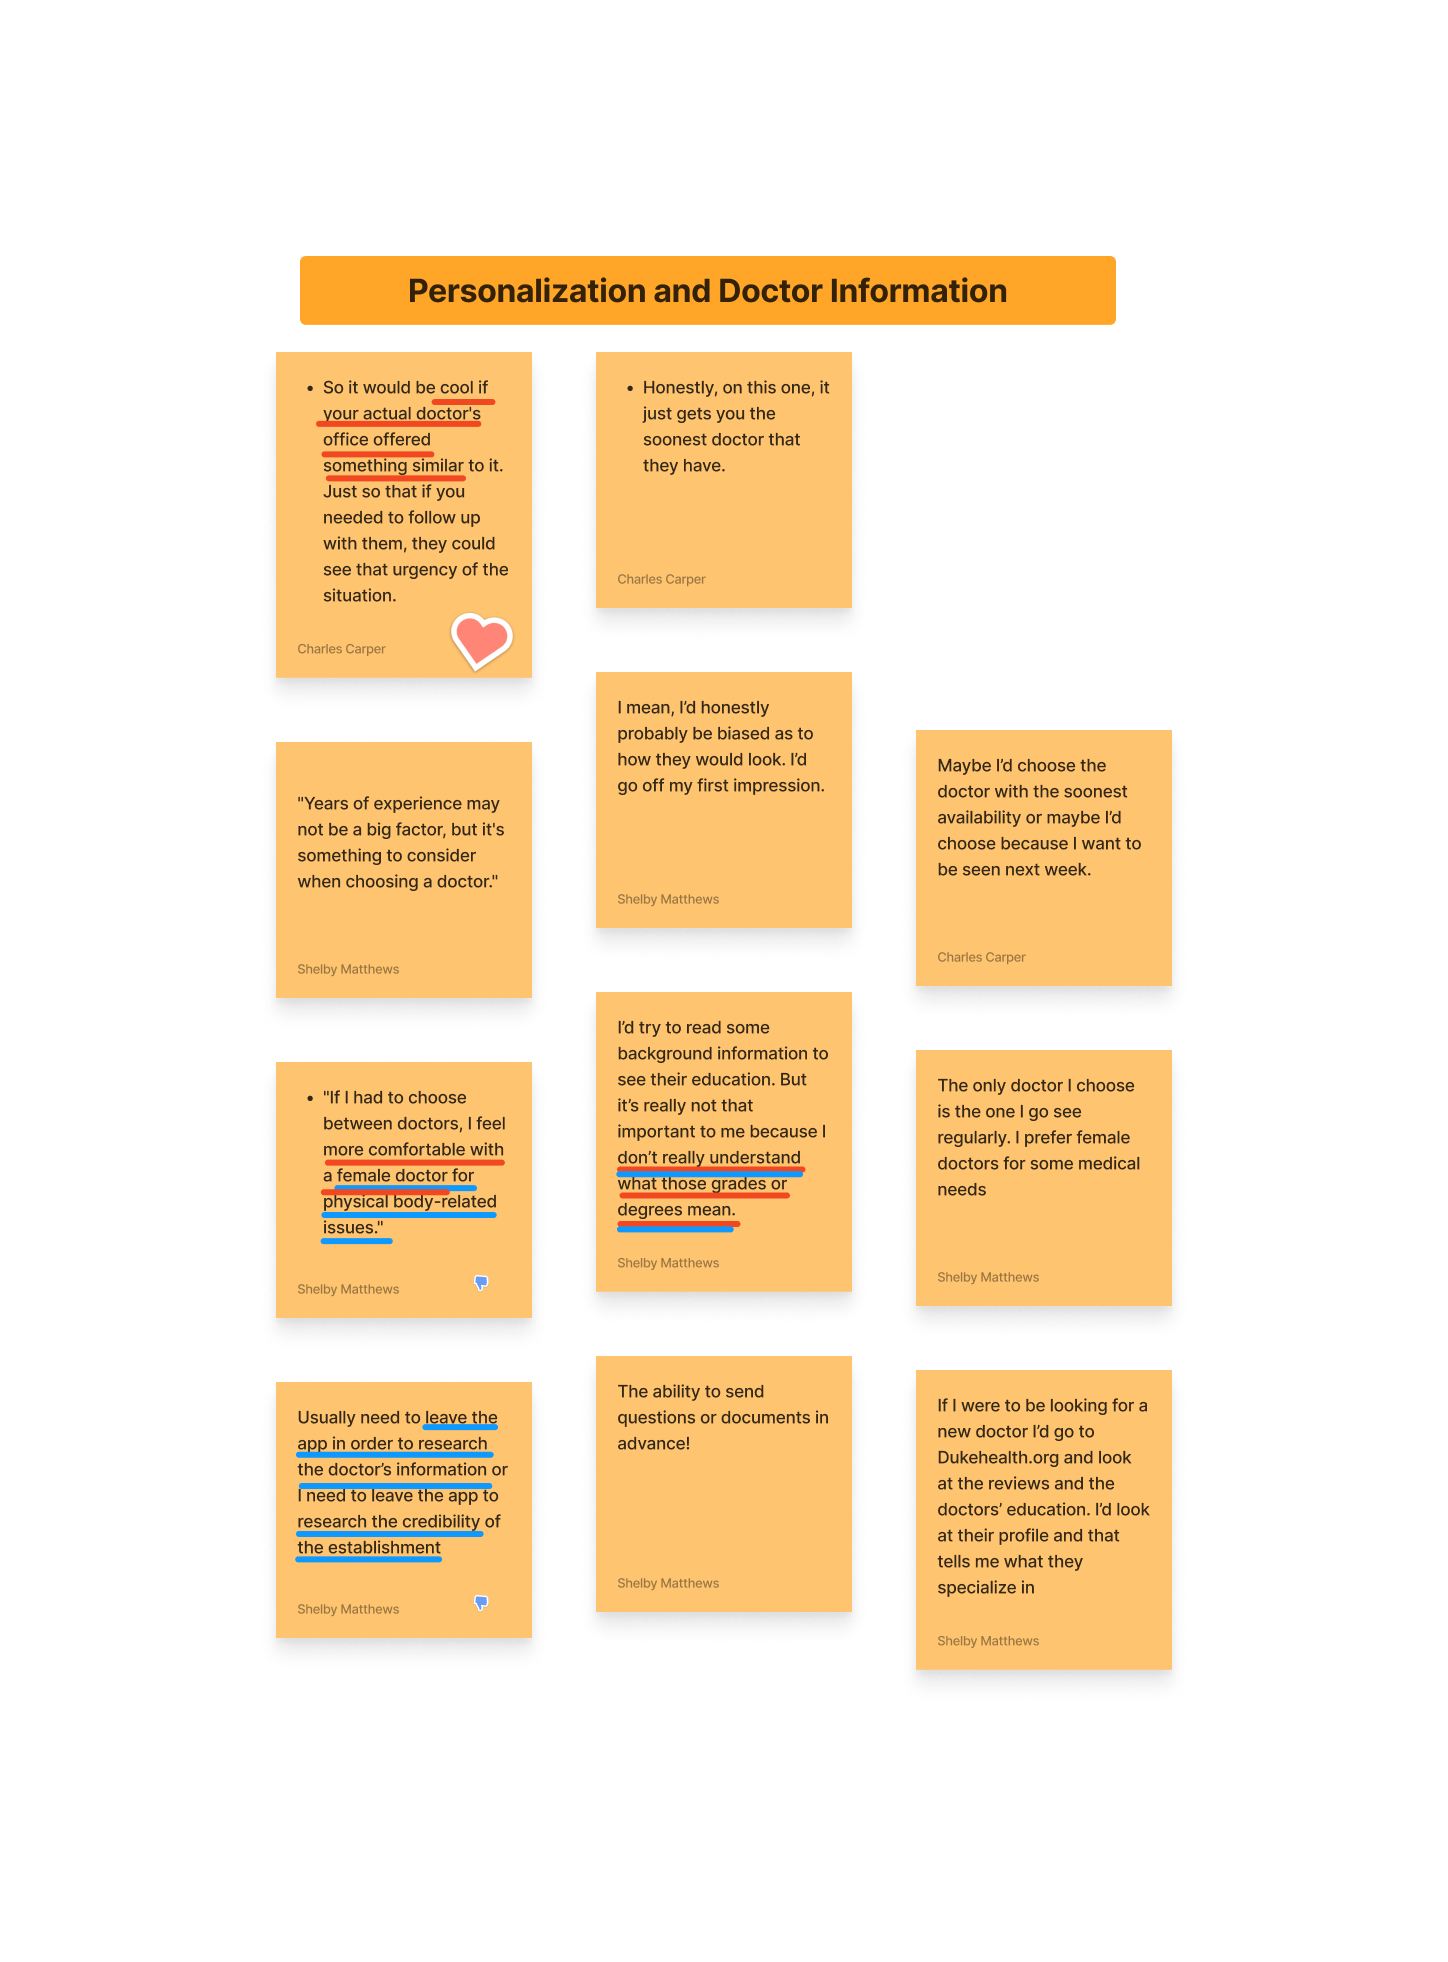 Personalization and Doctor Information
• So it would be cool if
your actual doctor's
office offered
something similar to it.
Just so that if you
needed to follow up
with them, they could
see that urgency of the
situation.
Charles Carper
"Years of experience may
not be a big factor, but it's
something to consider
when choosing a doctor."
Shelby Matthews
• "If I had to choose
between doctors, I feel
more comfortable with
a female doctor for
physical body-related
issues."
Shelby Matthews
Usually need to leave the
app in order to research
the doctor’s information or
I need to leave the app to
research the credibility of
the establishment
Shelby Matthews
• Honestly, on this one, it
just gets you the
soonest doctor that
they have.
Charles Carper
I mean, I’d honestly
probably be biased as to
how they would look. I’d
go off my first impression.
Shelby Matthews
I’d try to read some
background information to
see their education. But
it’s really not that
important to me because I
don’t really understand
what those grades or
degrees mean.
Shelby Matthews
The ability to send
questions or documents in
advance!
Shelby Matthews
Maybe I’d choose the
doctor with the soonest
availability or maybe I’d
choose because I want to
be seen next week.
Charles Carper
The only doctor I choose
is the one I go see
regularly. I prefer female
doctors for some medical
needs
Shelby Matthews
If I were to be looking for a
new doctor I’d go to
Dukehealth.org and look
at the reviews and the
doctors’ education. I’d look
at their profile and that
tells me what they
specialize in
Shelby Matthews